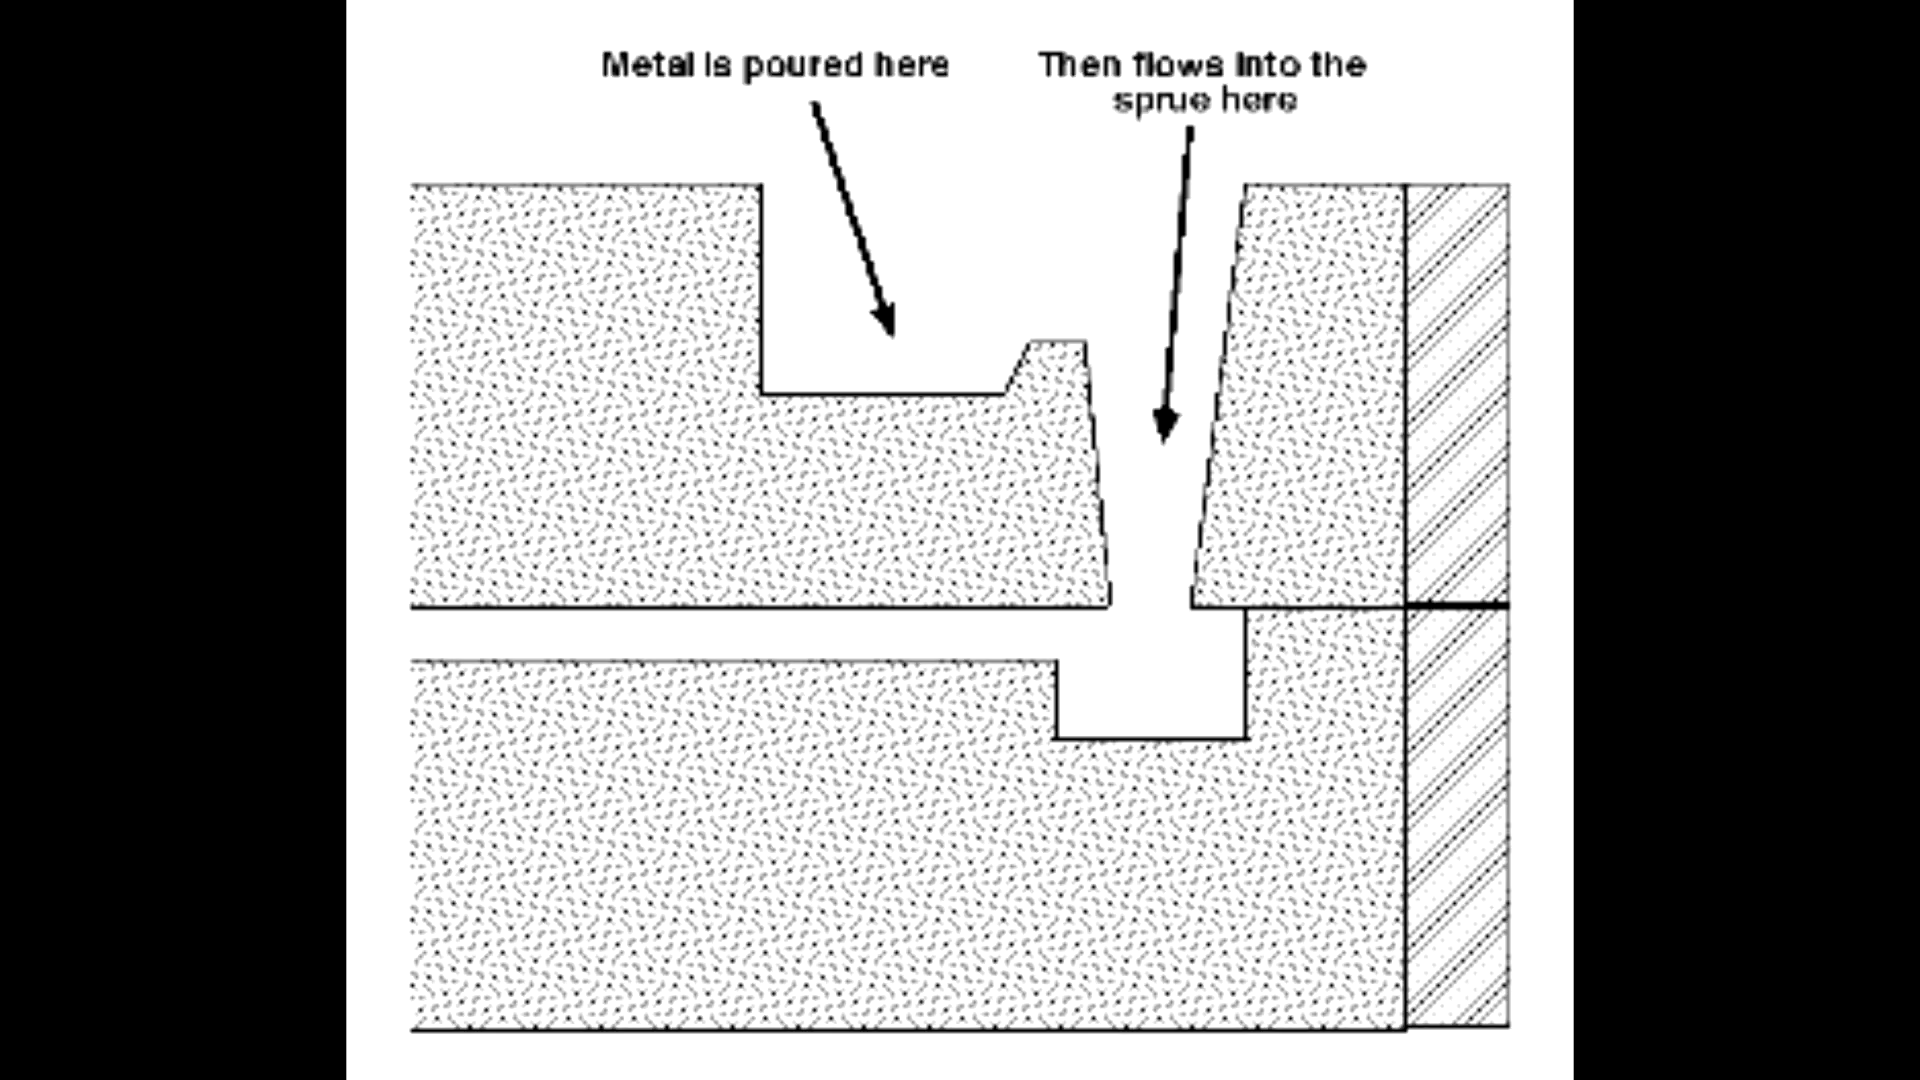 Metal is poured here
Then flows into the
sprue here